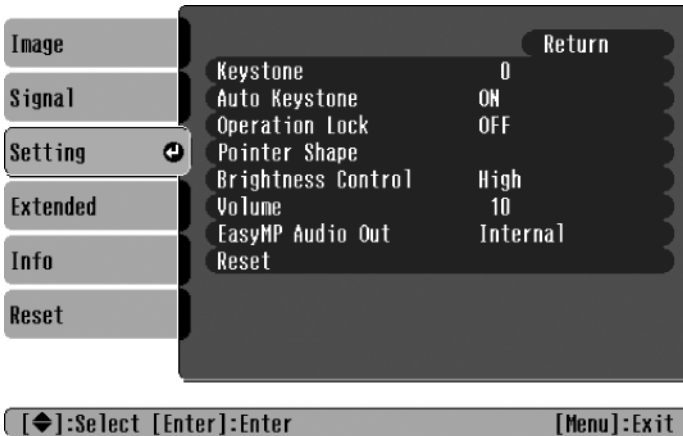 Image
Signal
Setting
Extended
Info
Reset
Return
Keystone 0
Auto Keystone ON
Operation Lock OFF
Pointer Shape
Brightness Control High
Volume 10
EasyMP Audio Out Internal
Reset
[◆]:Select [Enter]:Enter [Menu]:Exit